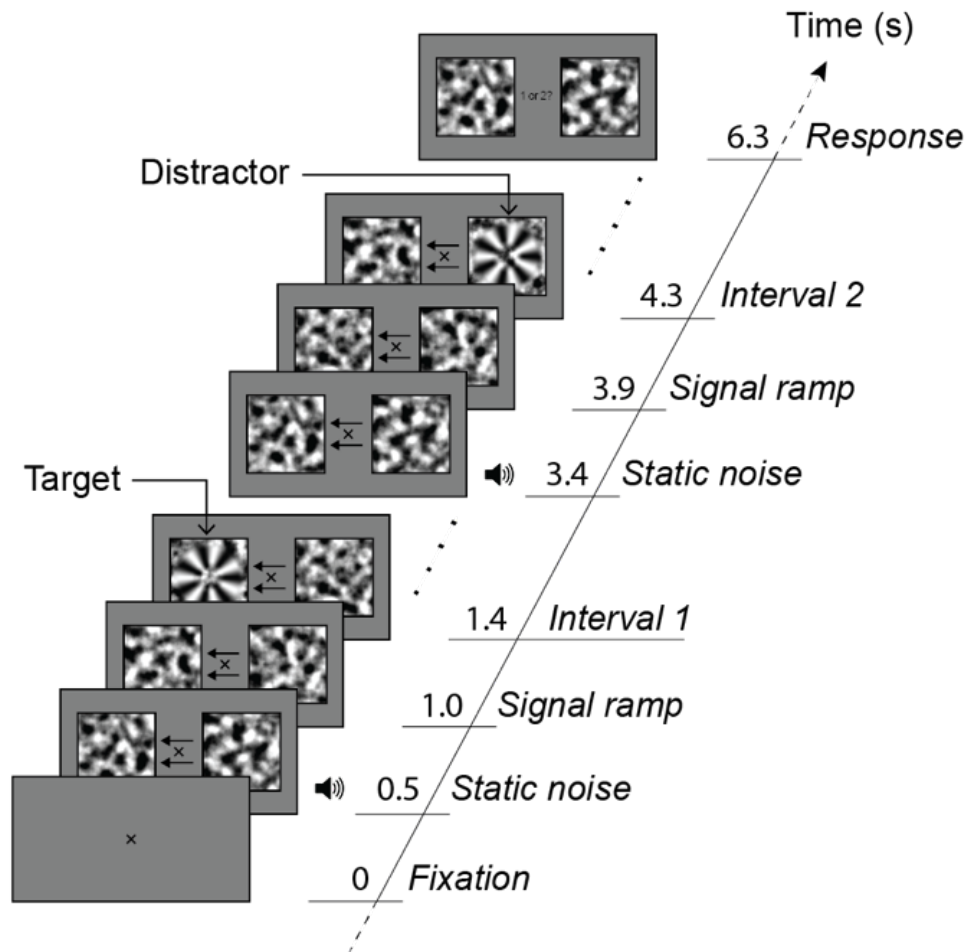 Time (s)
1 or 2?
6.3 Response
Distractor
4.3 Interval 2
3.9 Signal ramp
3.4 Static noise
Target
1.4 Interval 1
1.0 Signal ramp
0.5 Static noise
0 Fixation